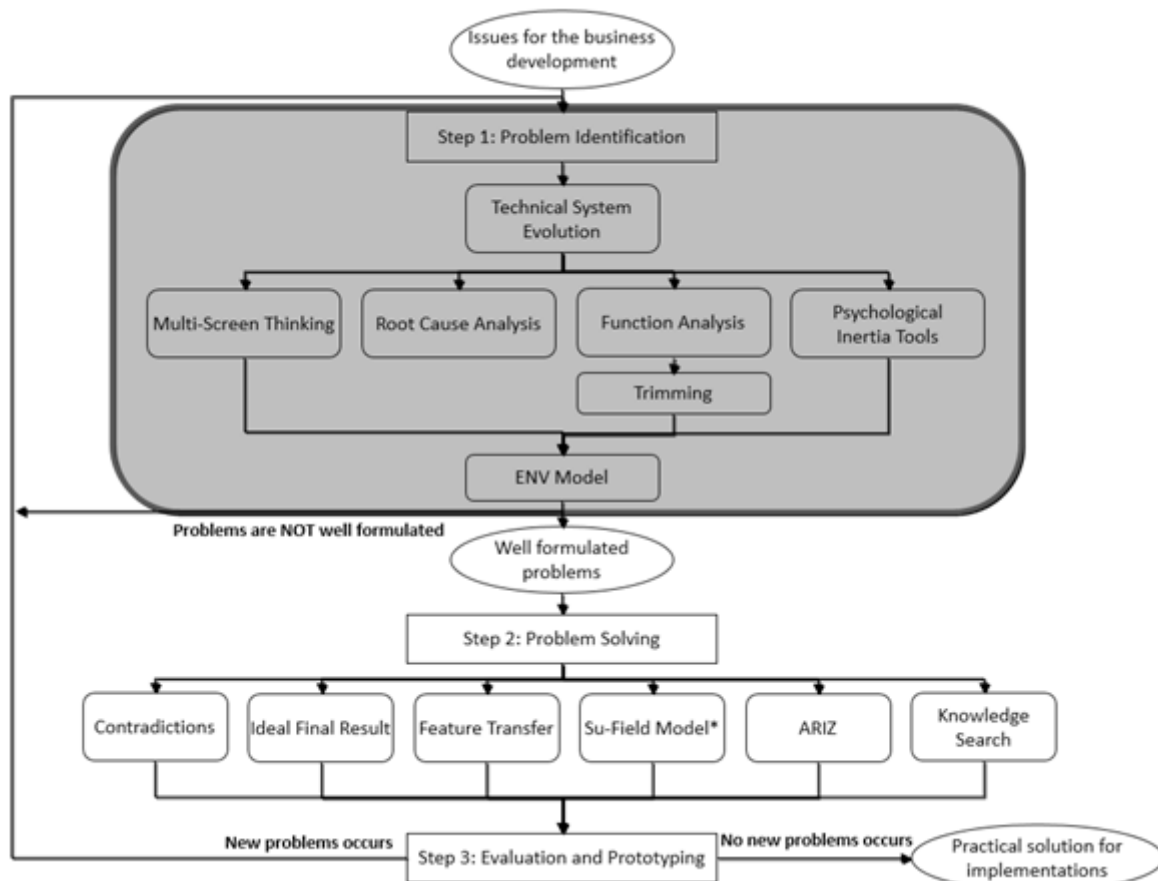 Issues for the business
development
Step 1: Problem Identification
Technical System
Evolution
Multi-Screen Thinking
Root Cause Analysis
Function Analysis
Psychological
Inertia Tools
Trimming
ENV Model
Problems are NOT well formulated
Well formulated
problems
Step 2: Problem Solving
Contradictions
Ideal Final Result
Feature Transfer
Su-Field Model*
ARIZ
Knowledge
Search
New problems occurs
Step 3: Evaluation and Prototyping
No new problems occurs
Practical solution for
implementations